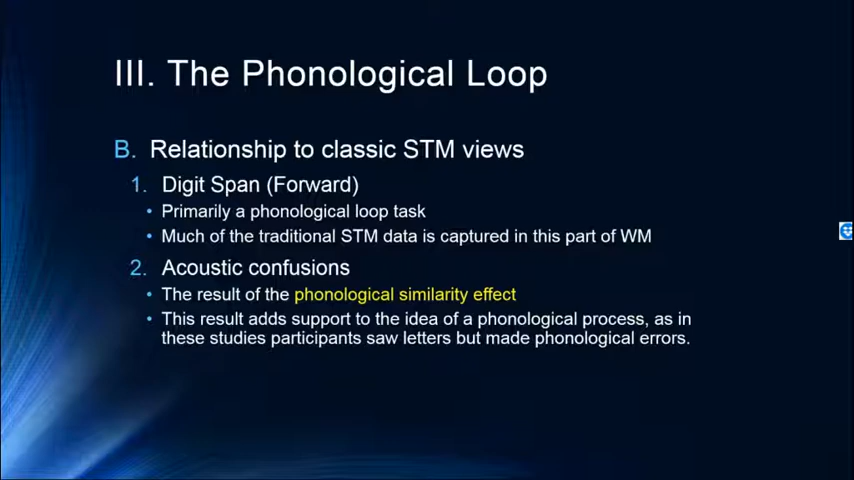 III. The Phonological Loop
B. Relationship to classic STM views
1. Digit Span (Forward)
• Primarily a phonological loop task
• Much of the traditional STM data is captured in this part of WM
2. Acoustic confusions
• The result of the phonological similarity effect
• This result adds support to the idea of a phonological process, as in
these studies participants saw letters but made phonological errors.